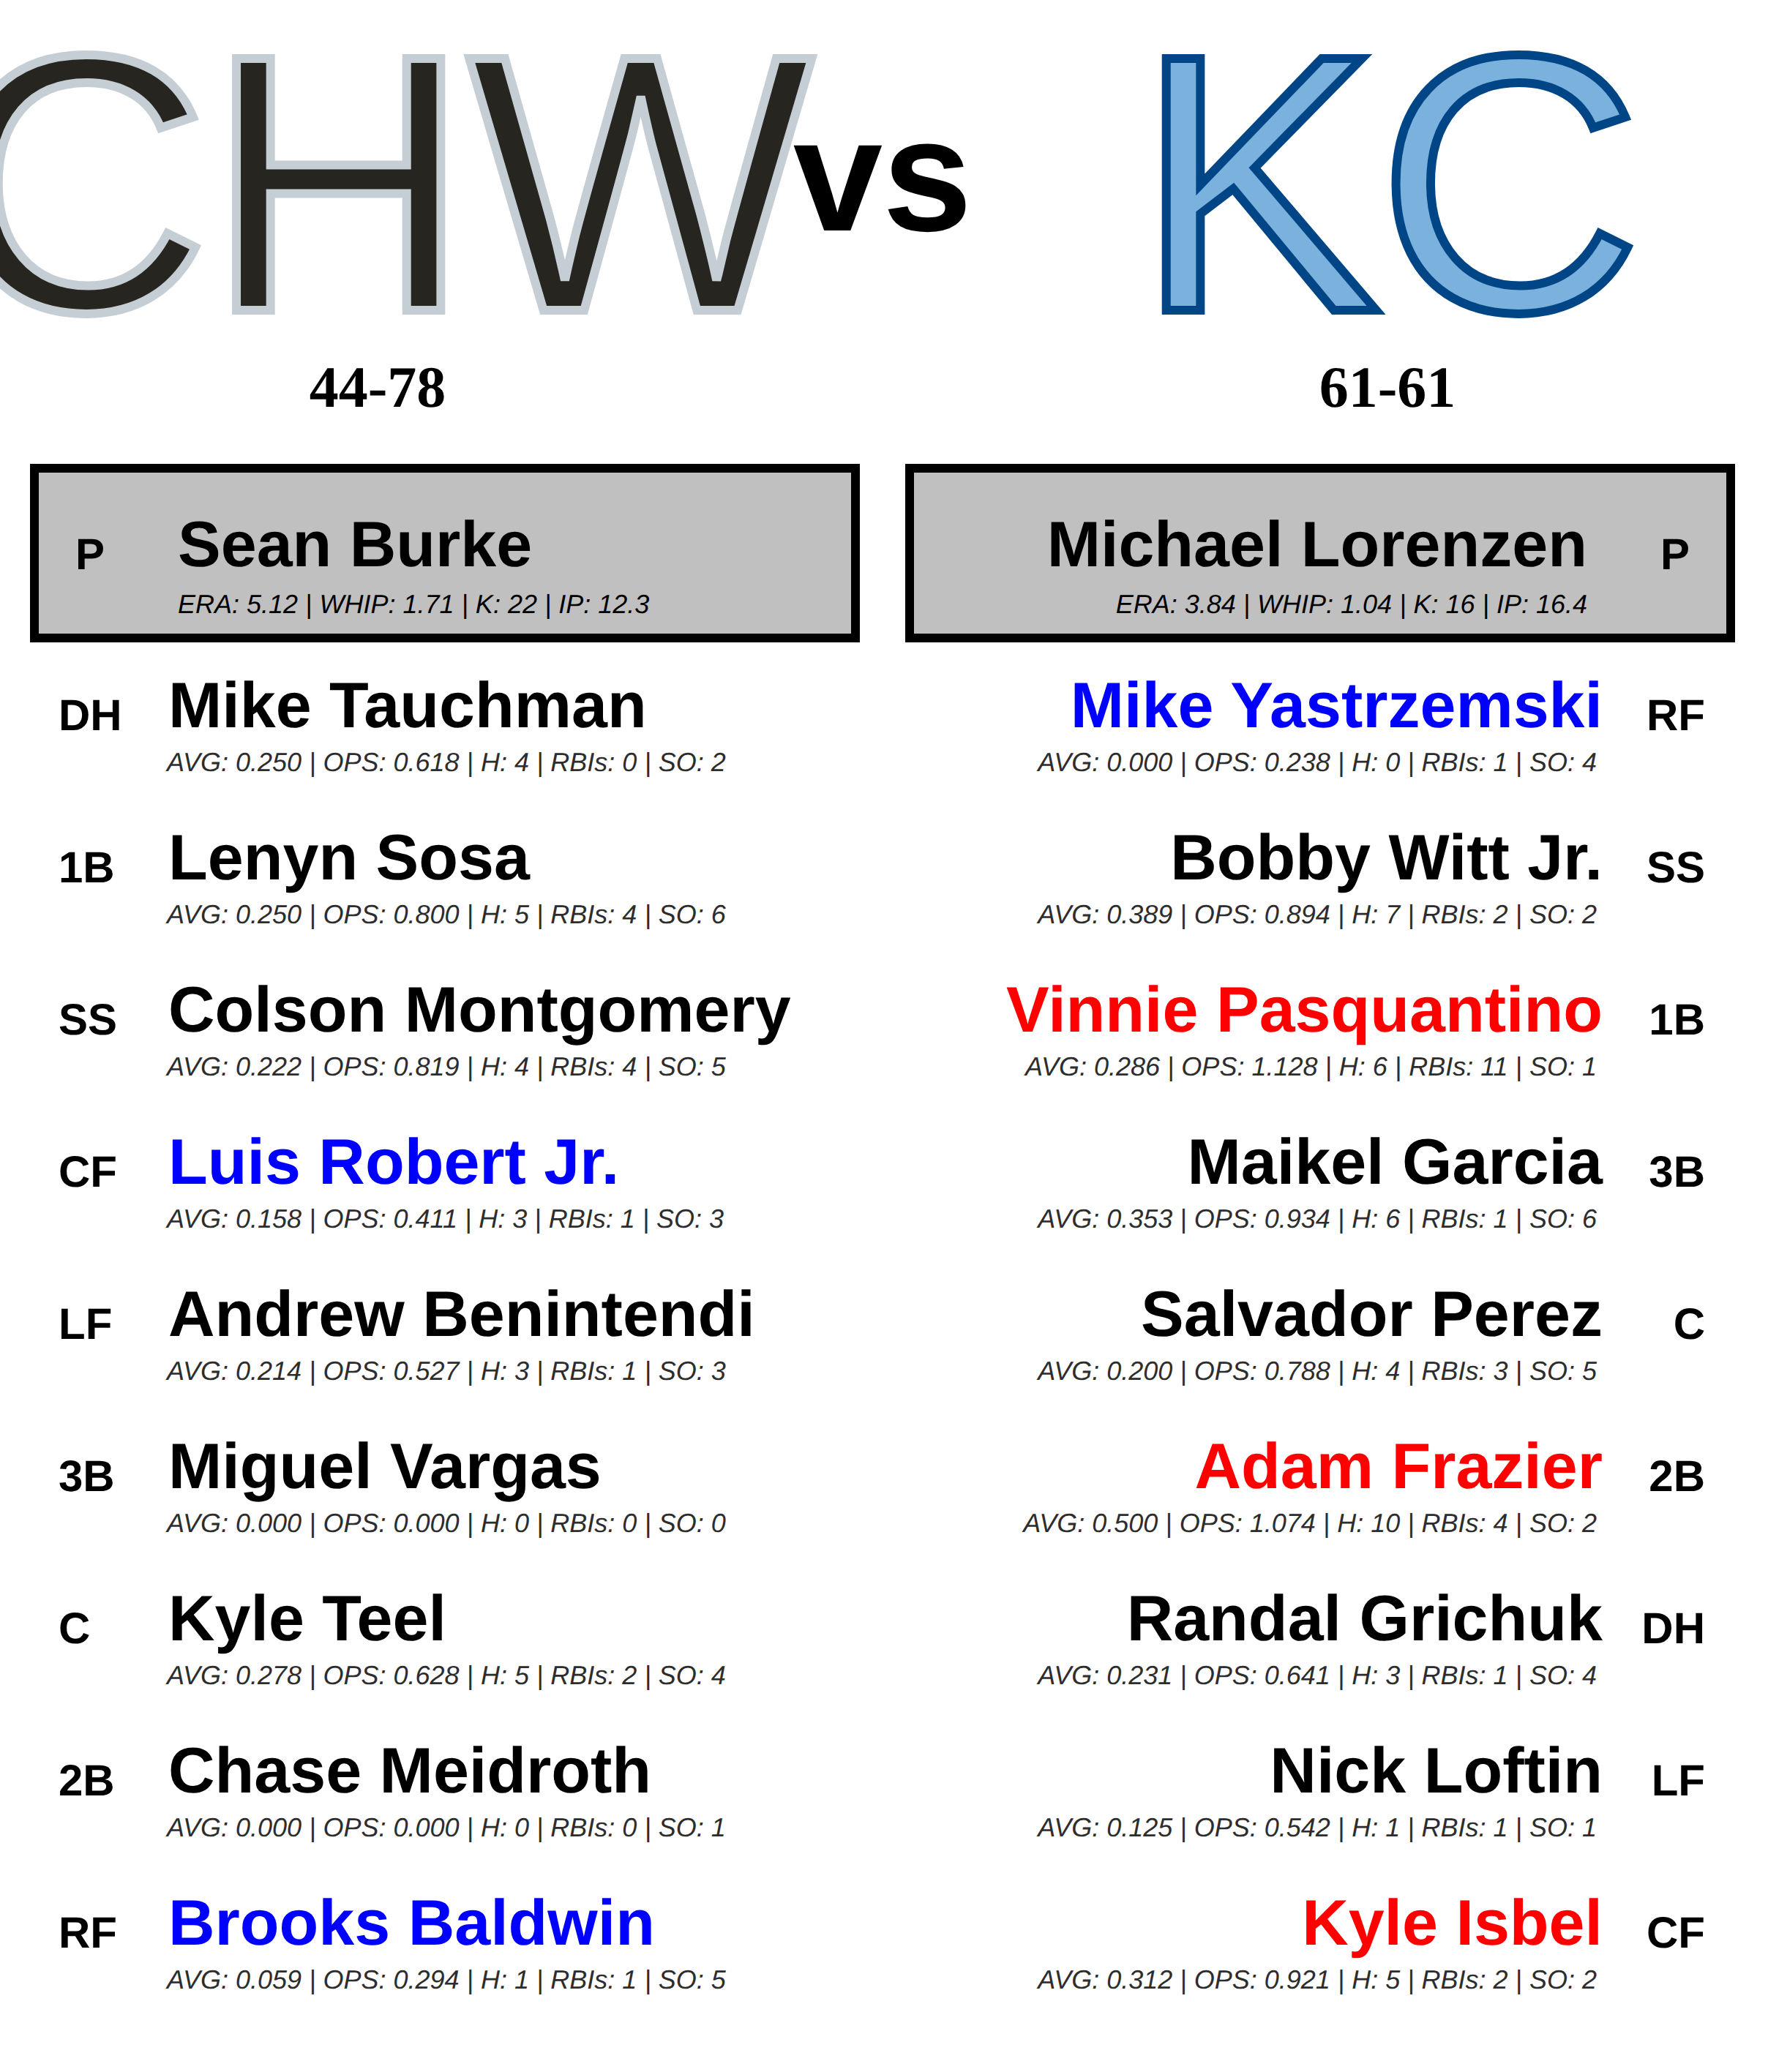 CHW vs KC
44-78 61-61
P Sean Burke
ERA: 5.12 | WHIP: 1.71 | K: 22 | IP: 12.3
Michael Lorenzen P
ERA: 3.84 | WHIP: 1.04 | K: 16 | IP: 16.4
DH Mike Tauchman
AVG: 0.250 | OPS: 0.618 | H: 4 | RBIs: 0 | SO: 2
1B Lenyn Sosa
AVG: 0.250 | OPS: 0.800 | H: 5 | RBIs: 4 | SO: 6
SS Colson Montgomery
AVG: 0.222 | OPS: 0.819 | H: 4 | RBIs: 4 | SO: 5
CF Luis Robert Jr.
AVG: 0.158 | OPS: 0.411 | H: 3 | RBIs: 1 | SO: 3
LF Andrew Benintendi
AVG: 0.214 | OPS: 0.527 | H: 3 | RBIs: 1 | SO: 3
3B Miguel Vargas
AVG: 0.000 | OPS: 0.000 | H: 0 | RBIs: 0 | SO: 0
C Kyle Teel
AVG: 0.278 | OPS: 0.628 | H: 5 | RBIs: 2 | SO: 4
2B Chase Meidroth
AVG: 0.000 | OPS: 0.000 | H: 0 | RBIs: 0 | SO: 1
RF Brooks Baldwin
AVG: 0.059 | OPS: 0.294 | H: 1 | RBIs: 1 | SO: 5
Mike Yastrzemski RF
AVG: 0.000 | OPS: 0.238 | H: 0 | RBIs: 1 | SO: 4
Bobby Witt Jr. SS
AVG: 0.389 | OPS: 0.894 | H: 7 | RBIs: 2 | SO: 2
Vinnie Pasquantino 1B
AVG: 0.286 | OPS: 1.128 | H: 6 | RBIs: 11 | SO: 1
Maikel Garcia 3B
AVG: 0.353 | OPS: 0.934 | H: 6 | RBIs: 1 | SO: 6
Salvador Perez C
AVG: 0.200 | OPS: 0.788 | H: 4 | RBIs: 3 | SO: 5
Adam Frazier 2B
AVG: 0.500 | OPS: 1.074 | H: 10 | RBIs: 4 | SO: 2
Randal Grichuk DH
AVG: 0.231 | OPS: 0.641 | H: 3 | RBIs: 1 | SO: 4
Nick Loftin LF
AVG: 0.125 | OPS: 0.542 | H: 1 | RBIs: 1 | SO: 1
Kyle Isbel CF
AVG: 0.312 | OPS: 0.921 | H: 5 | RBIs: 2 | SO: 2